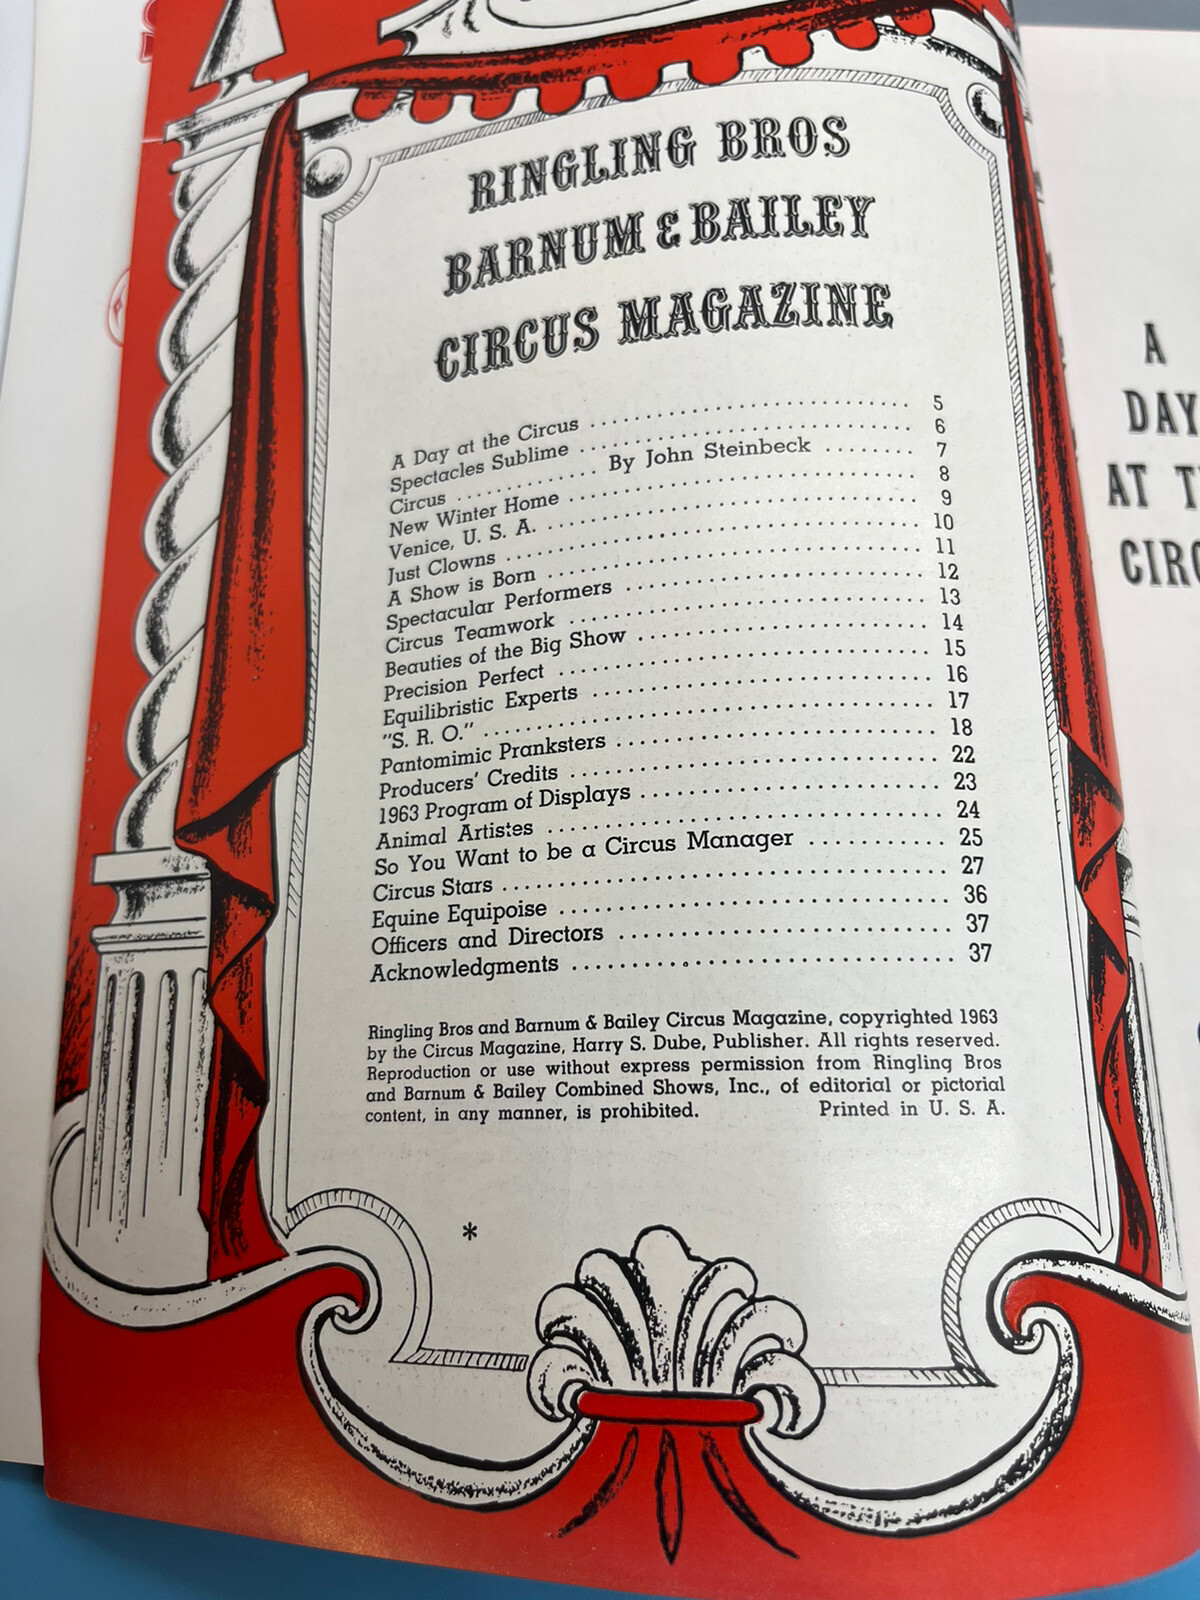 RINGLING BROS
BARNUM & BAILEY
CIRCUS MAGAZINE
A Day at the Circus ........ 5
Spectacles Sublime ........ 6
Circus ........ By John Steinbeck ........ 7
New Winter Home ........ 8
Venice, U. S. A. ........ 9
Just Clowns ........ 10
A Show is Born ........ 11
Spectacular Performers ........ 12
Circus Teamwork ........ 13
Beauties of the Big Show ........ 14
Precision Perfect ........ 15
Equilibristic Experts ........ 16
"S. R. O." ........ 17
Pantomimic Pranksters ........ 18
Producers' Credits ........ 22
1963 Program of Displays ........ 23
Animal Artistes ........ 24
So You Want to be a Circus Manager ........ 25
Circus Stars ........ 27
Equine Equipoise ........ 36
Officers and Directors ........ 37
Acknowledgments ........ 37
Ringling Bros and Barnum & Bailey Circus Magazine, copyrighted 1963
by the Circus Magazine, Harry S. Dube, Publisher. All rights reserved.
Reproduction or use without express permission from Ringling Bros
and Barnum & Bailey Combined Shows, Inc., of editorial or pictorial
content, in any manner, is prohibited. Printed in U. S. A.
*
A
DAY
AT